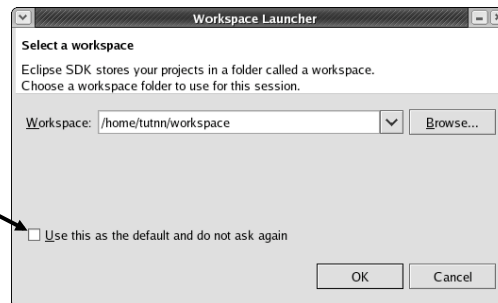 Workspace Launcher
Select a workspace
Eclipse SDK stores your projects in a folder called a workspace.
Choose a workspace folder to use for this session.
Workspace: /home/tutnn/workspace Browse...
Use this as the default and do not ask again
OK Cancel